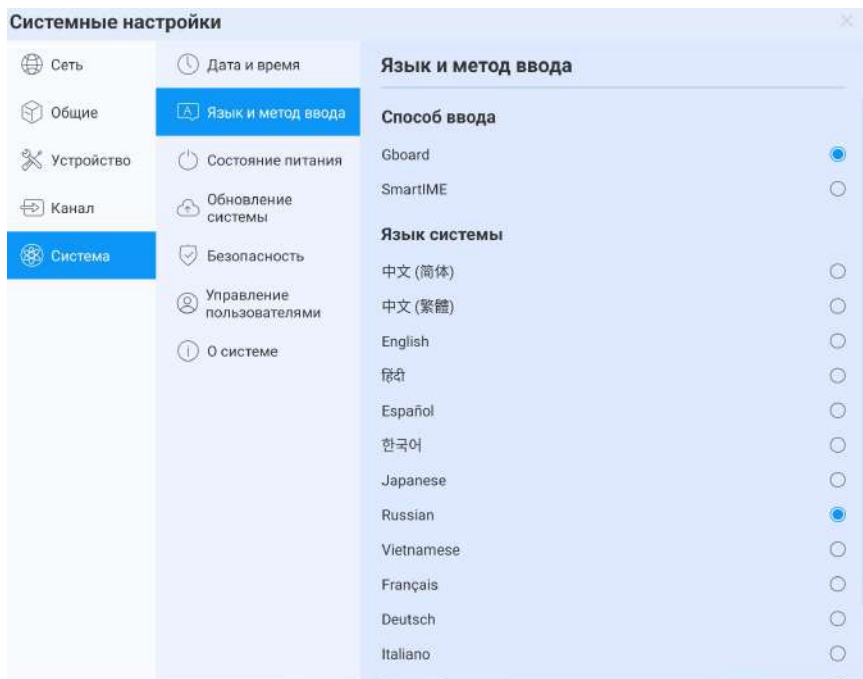 Системные настройки
Сеть
Общие
Устройство
Канал
Система
Дата и время
Язык и метод ввода
Состояние питания
Обновление
системы
Безопасность
Управление
пользователями
О системе
Язык и метод ввода
Способ ввода
Gboard
SmartIME
Язык системы
中文 (简体)
中文 (繁體)
English
हिंदी
Español
한국어
Japanese
Russian
Vietnamese
Français
Deutsch
Italiano